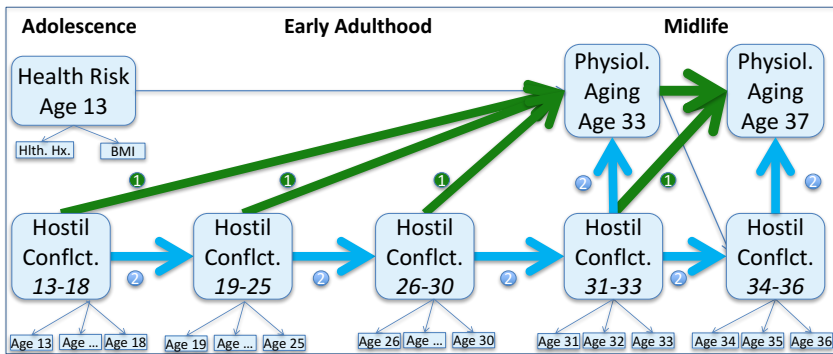 Adolescence
Early Adulthood
Midlife
Health Risk
Age 13
Physiol.
Aging
Age 33
Physiol.
Aging
Age 37
Hlth. Hx.
BMI
1
1
1
2
1
2
Hostil
Conflct.
13-18
2
Hostil
Conflct.
19-25
2
Hostil
Conflct.
26-30
2
Hostil
Conflct.
31-33
2
Hostil
Conflct.
34-36
Age 13
Age ...
Age 18
Age 19
Age ...
Age 25
Age 26
Age ...
Age 30
Age 31
Age 32
Age 33
Age 34
Age 35
Age 36